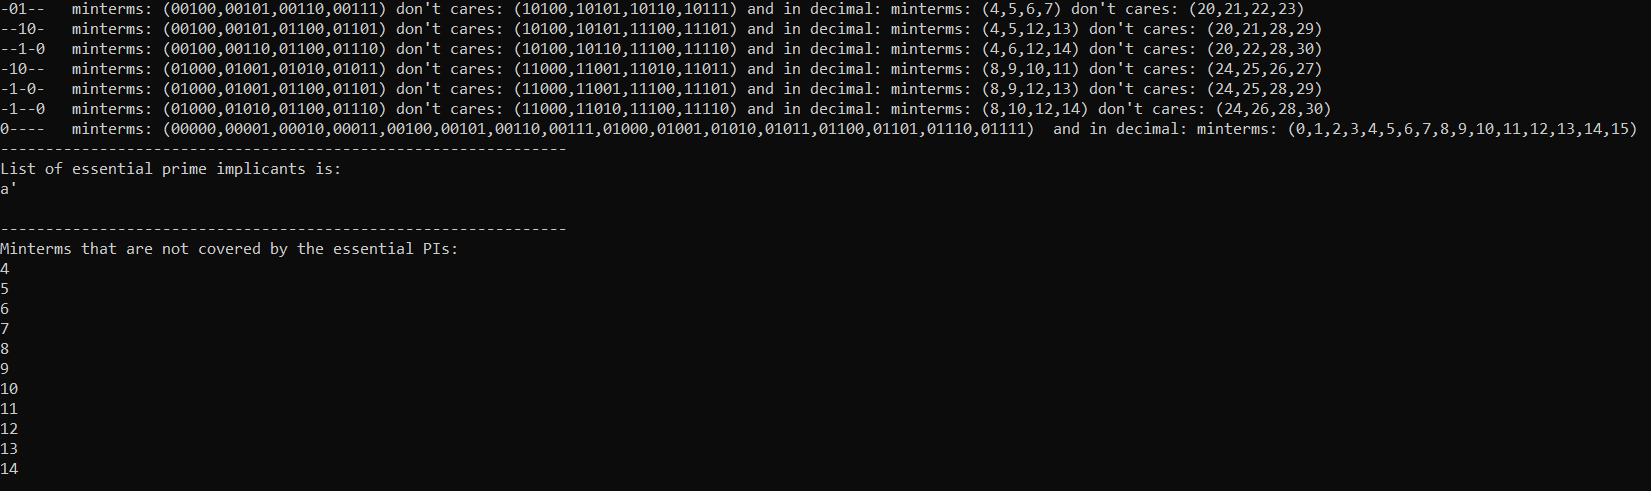 -01--   minterms: (00100,00101,00110,00111) don't cares: (10100,10101,10110,10111) and in decimal: minterms: (4,5,6,7) don't cares: (20,21,22,23)
--10-   minterms: (00100,00101,01100,01101) don't cares: (10100,10101,11100,11101) and in decimal: minterms: (4,5,12,13) don't cares: (20,21,28,29)
--1-0   minterms: (00100,00110,01100,01110) don't cares: (10100,10110,11100,11110) and in decimal: minterms: (4,6,12,14) don't cares: (20,22,28,30)
-10--   minterms: (01000,01001,01010,01011) don't cares: (11000,11001,11010,11011) and in decimal: minterms: (8,9,10,11) don't cares: (24,25,26,27)
-1-0-   minterms: (01000,01001,01100,01101) don't cares: (11000,11001,11100,11101) and in decimal: minterms: (8,9,12,13) don't cares: (24,25,28,29)
-1--0   minterms: (01000,01010,01100,01110) don't cares: (11000,11010,11100,11110) and in decimal: minterms: (8,10,12,14) don't cares: (24,26,28,30)
0----   minterms: (00000,00001,00010,00011,00100,00101,00110,00111,01000,01001,01010,01011,01100,01101,01110,01111)  and in decimal: minterms: (0,1,2,3,4,5,6,7,8,9,10,11,12,13,14,15)
---------------------------------------------------------------
List of essential prime implicants is:
a'
---------------------------------------------------------------
Minterms that are not covered by the essential PIs:
4
5
6
7
8
9
10
11
12
13
14